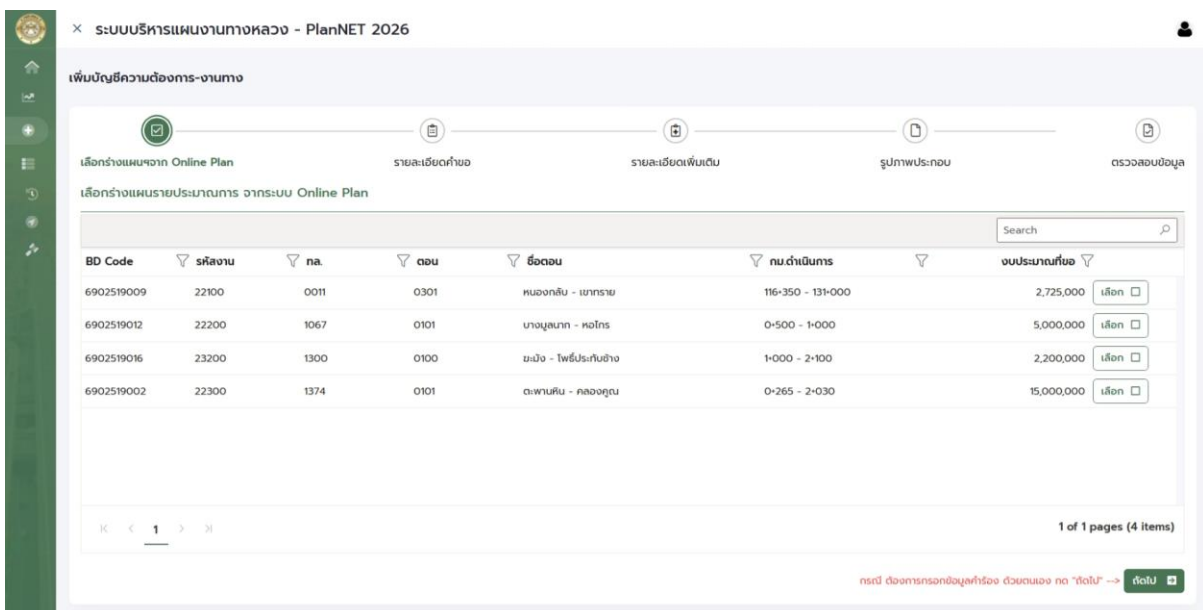 ระบบบริหารแผนงานทางหลวง - PlanNET 2026
เพิ่มบัญชีความต้องการ-งานทาง
เลือกร่างแผนฯจาก Online Plan รายละเอียดคำขอ รายละเอียดเพิ่มเติม รูปภาพประกอบ ตรวจสอบข้อมูล
เลือกร่างแผนรายประมาณการ จากระบบ Online Plan
Search
BD Code รหัสงาน ทล. ตอน ชื่อตอน กม.ดำเนินการ งบประมาณที่ขอ
6902519009 22100 0011 0301 หนองกลับ - เขาทราย 116+350 - 131+000 2,725,000 เลือก
6902519012 22200 1067 0101 บางมูลนาก - หอไกร 0+500 - 1+000 5,000,000 เลือก
6902519016 23200 1300 0100 ฆะมัง - โพธิ์ประทับช้าง 1+000 - 2+100 2,200,000 เลือก
6902519002 22300 1374 0101 ตะพานหิน - คลองคูณ 0+265 - 2+030 15,000,000 เลือก
1
1 of 1 pages (4 items)
กรณี ต้องการกรอกข้อมูลคำร้อง ด้วยตนเอง กด "ถัดไป" --> ถัดไป